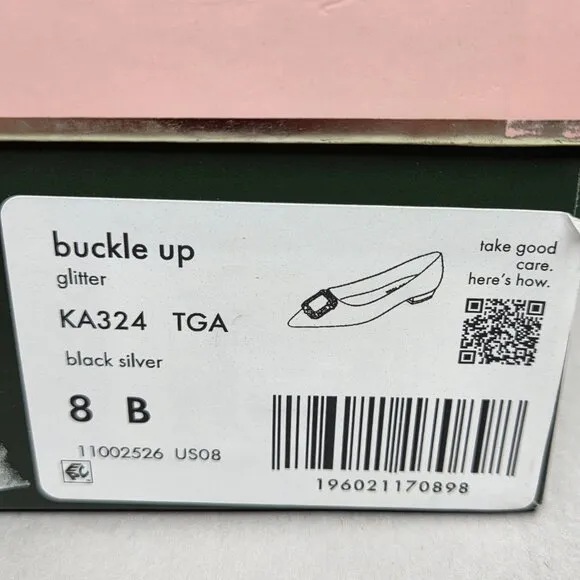 buckle up
glitter
KA324 TGA
black silver
8 B
11002526 US08
take good
care.
here's how.
196021170898